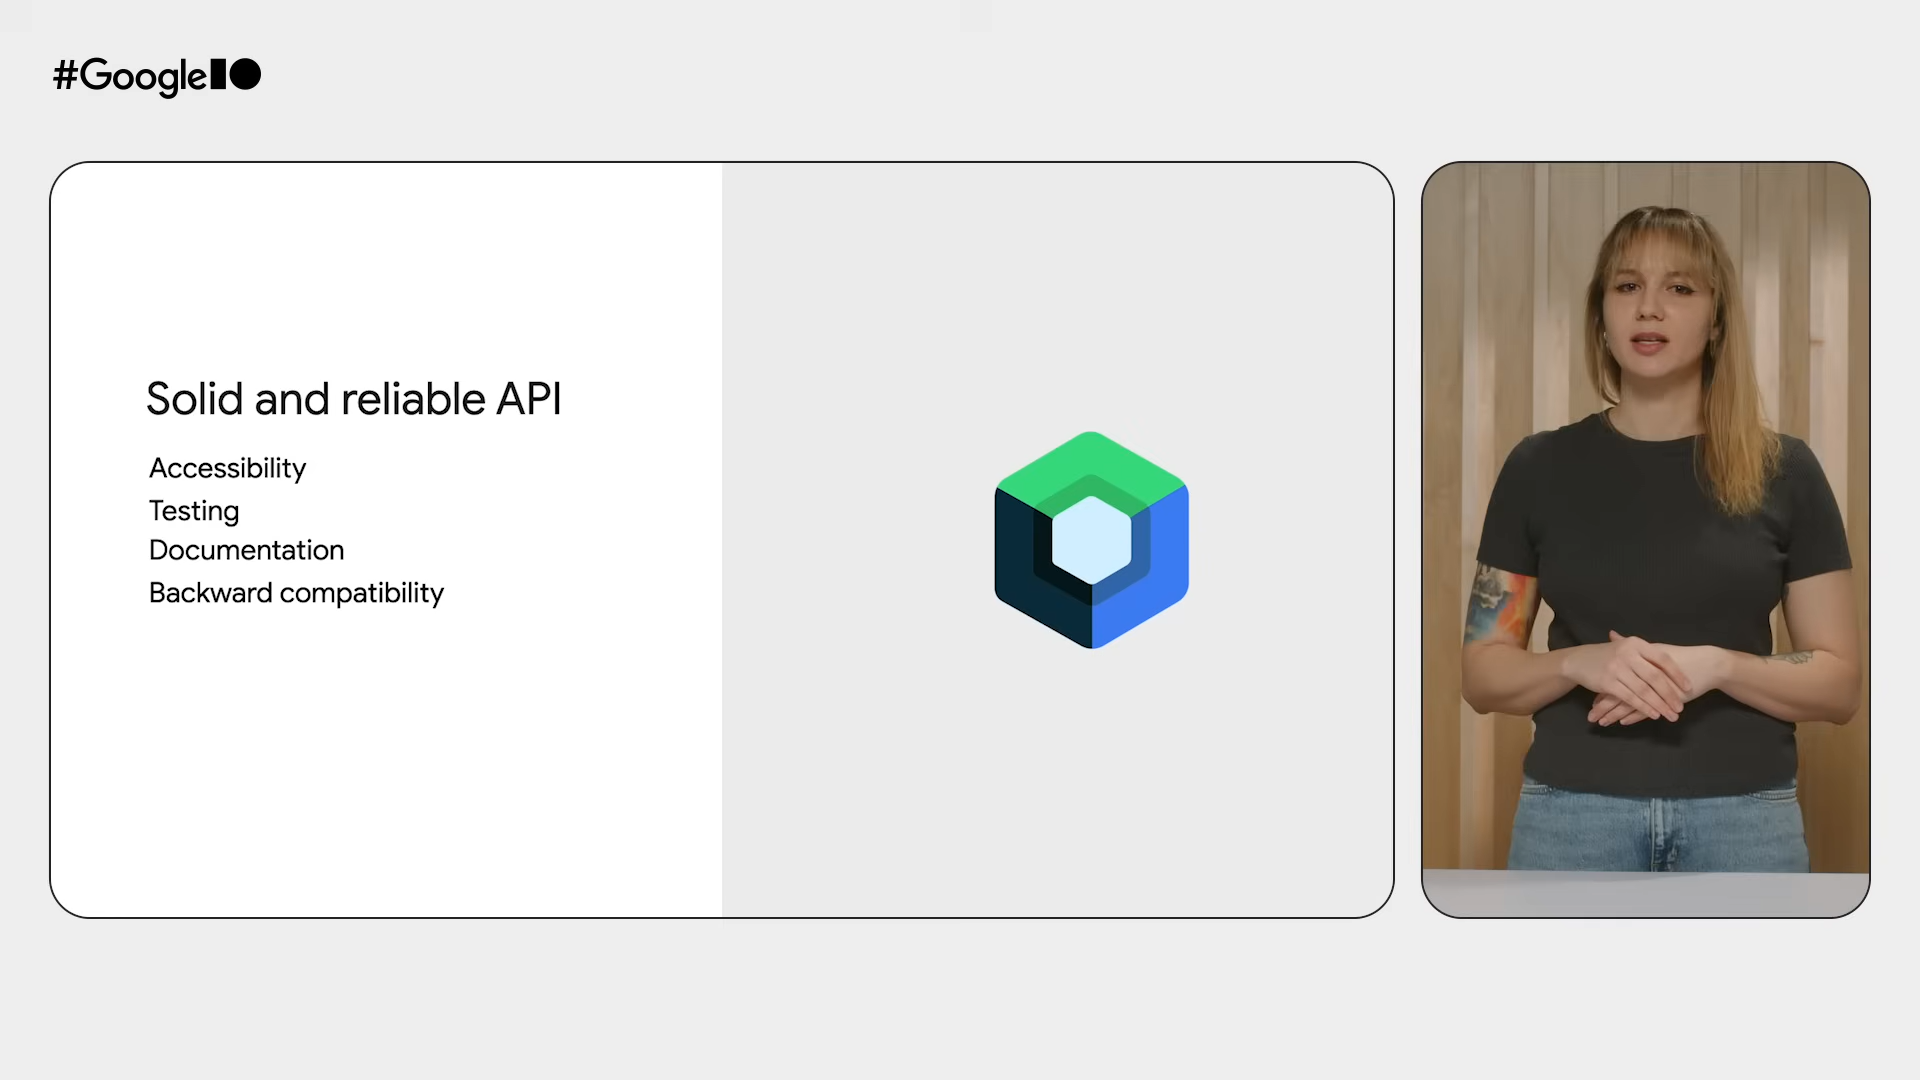 #GoogleIO
Solid and reliable API
Accessibility
Testing
Documentation
Backward compatibility